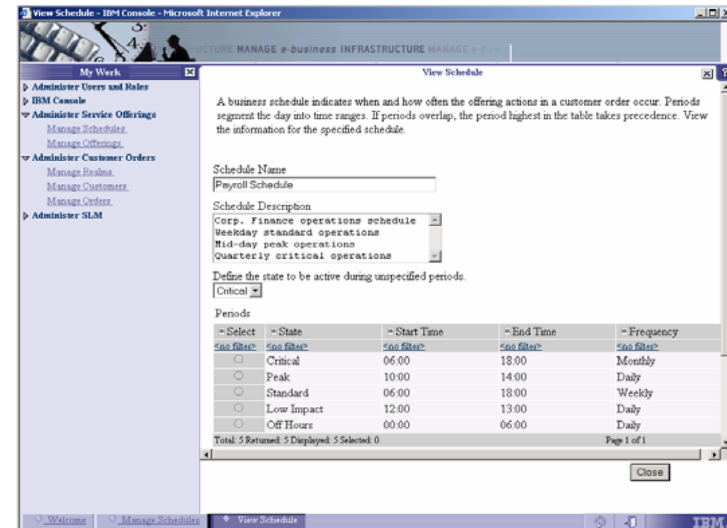 View Schedule - IBM Console - Microsoft Internet Explorer
MANAGE e-business INFRASTRUCTURE MANAGE
My Work
Administer Users and Roles
IBM Console
Administer Service Offerings
Manage Schedules
Manage Offerings
Administer Customer Orders
Manage Realms
Manage Customers
Manage Orders
Administer SLM
View Schedule
A business schedule indicates when and how often the offering actions in a customer order occur. Periods
segment the day into time ranges. If periods overlap, the period highest in the table takes precedence. View
the information for the specified schedule.
Schedule Name
Payroll Schedule
Schedule Description
Corp. Finance operations schedule
Weekday standard operations
Mid-day peak operations
Quarterly critical operations
Define the state to be active during unspecified periods.
Critical
Periods
Select State Start Time End Time Frequency
<no filter> <no filter> <no filter> <no filter> <no filter>
Critical 06:00 18:00 Monthly
Peak 10:00 14:00 Daily
Standard 06:00 18:00 Weekly
Low Impact 12:00 13:00 Daily
Off Hours 00:00 06:00 Daily
Total: 5 Returned: 5 Displayed: 5 Selected: 0 Page 1 of 1
Close
Welcome Manage Schedules View Schedule IBM